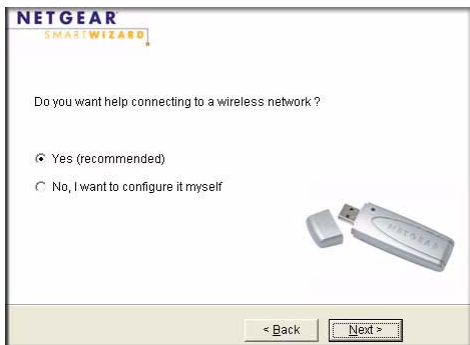 NETGEAR
SMARTWIZARD
Do you want help connecting to a wireless network ?
Yes (recommended)
No, I want to configure it myself
NETGEAR
< Back
Next >